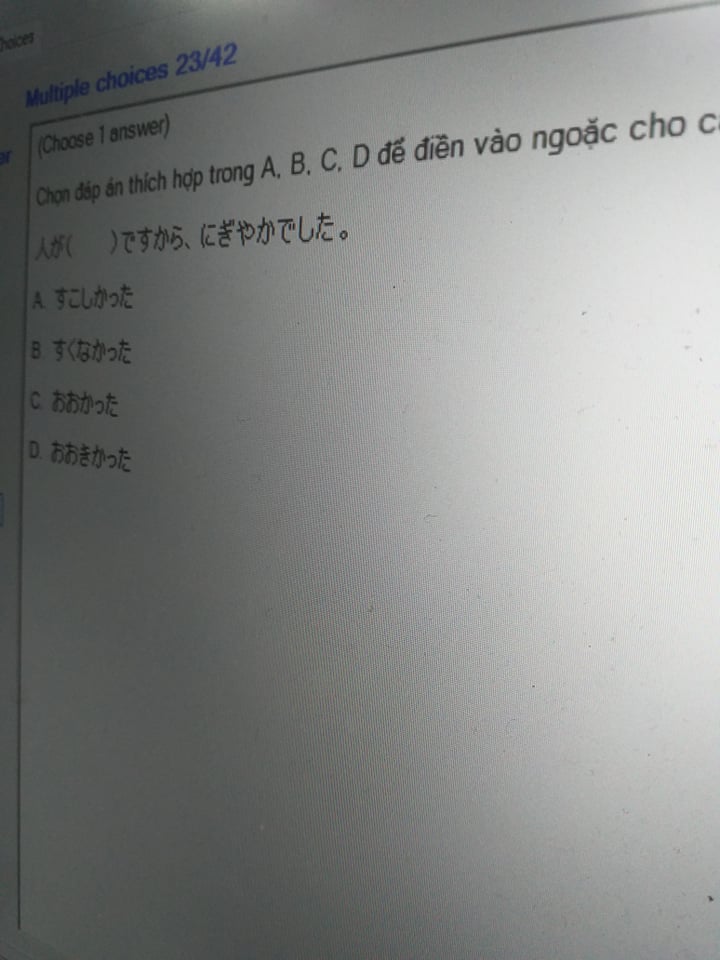 hoices
Multiple choices 23/42
er
(Choose 1 answer)
Chọn đáp án thích hợp trong A, B, C, D để điền vào ngoặc cho c
人が( )ですから、にぎやかでした。
A. すこしかった
B. すくなかった
C. おおかった
D. おおきかった